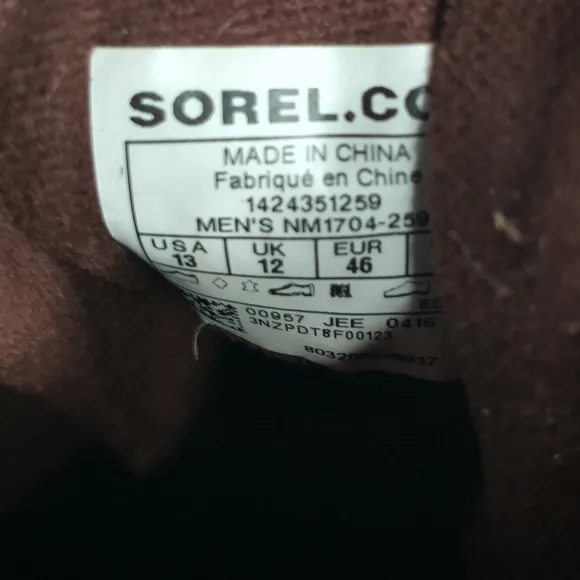 SOREL.CO
MADE IN CHINA
Fabriqué en Chine
1424351259
MEN'S NM1704-259
USA UK EUR
13 12 46
00957 JEE 0416
3NZPDT8F00123